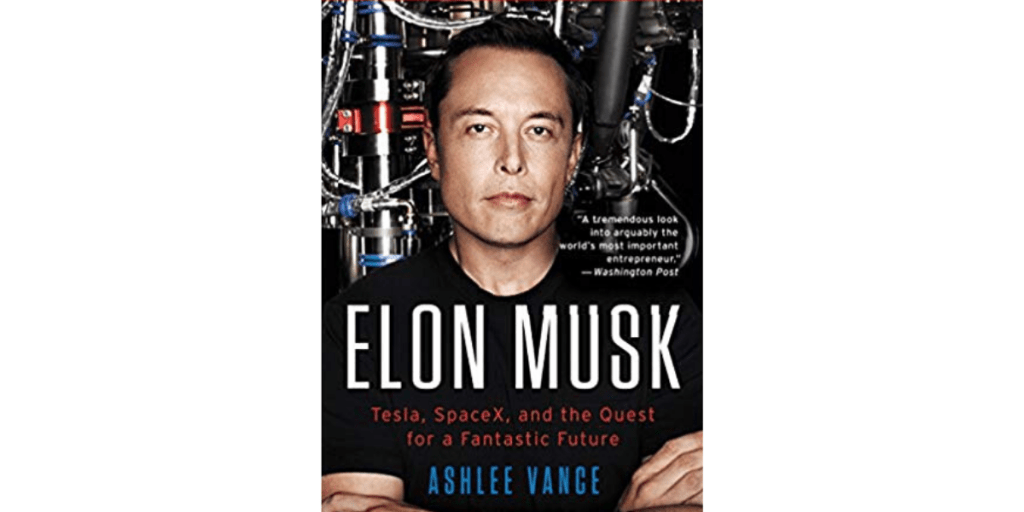 "A tremendous look
into arguably the
world's most important
entrepreneur."
—Washington Post
ELON MUSK
Tesla, SpaceX, and the Quest
for a Fantastic Future
ASHLEE VANCE